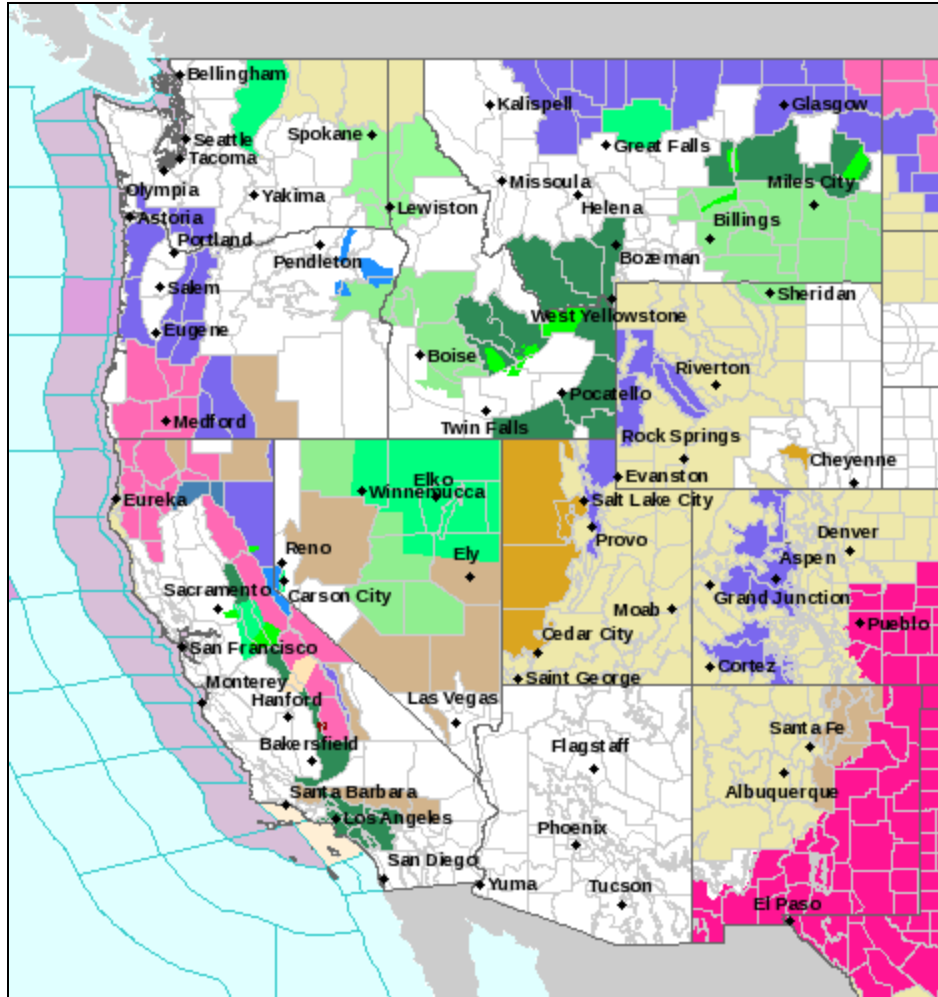 Bellingham
Kalispell
Glasgow
Spokane
Seattle
Great Falls
Tacoma
Olympia
Missoula
Miles City
Yakima
Helena
Lewiston
Astoria
Billings
Portland
Pendleton
Bozeman
Salem
Sheridan
West Yellowstone
Eugene
Boise
Riverton
Pocatello
Medford
Twin Falls
Rock Springs
Cheyenne
Elko
Evanston
Eureka
Winnemucca
Salt Lake City
Provo
Denver
Reno
Ely
Aspen
Sacramento
Carson City
Grand Junction
Moab
Pueblo
Cedar City
San Francisco
Cortez
Saint George
Monterey
Hanford
Las Vegas
Santa Fe
Bakersfield
Flagstaff
Santa Barbara
Albuquerque
Los Angeles
Phoenix
San Diego
Yuma
Tucson
El Paso